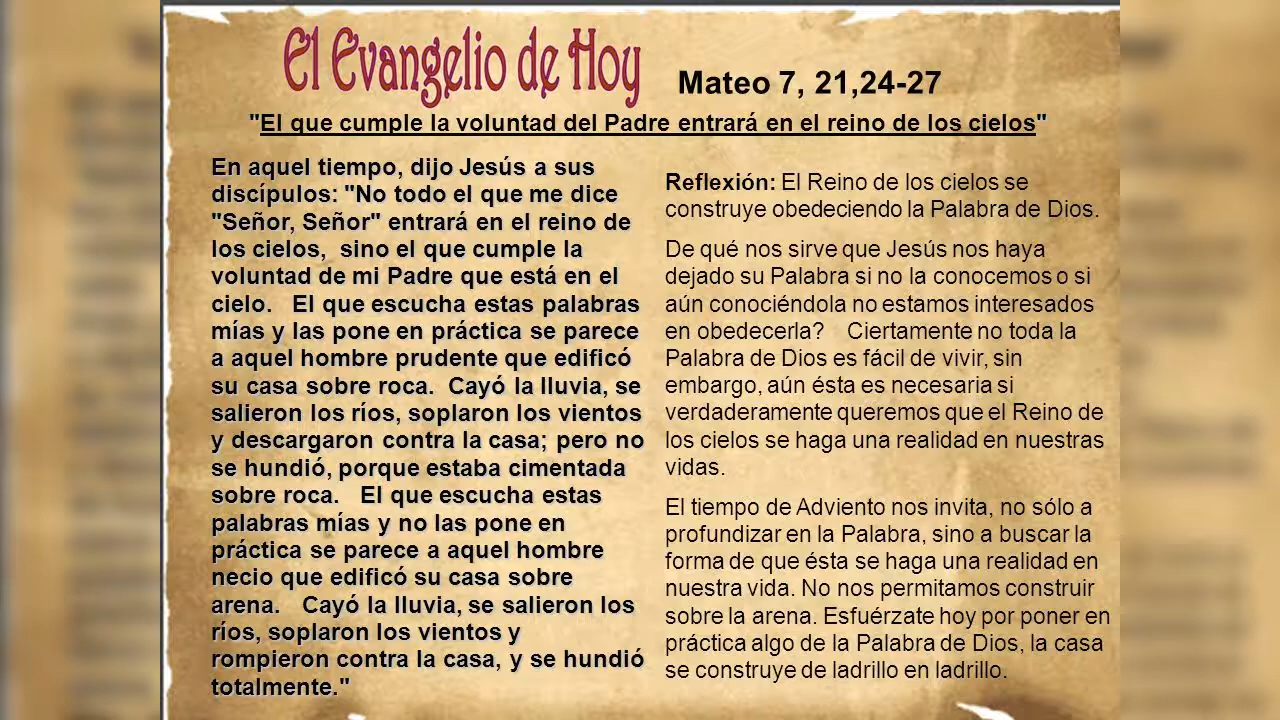 El Evangelio de Hoy
Mateo 7, 21,24-27
"El que cumple la voluntad del Padre entrará en el reino de los cielos"
En aquel tiempo, dijo Jesús a sus
discípulos: "No todo el que me dice
"Señor, Señor" entrará en el reino de
los cielos, sino el que cumple la
voluntad de mi Padre que está en el
cielo. El que escucha estas palabras
mías y las pone en práctica se parece
a aquel hombre prudente que edificó
su casa sobre roca. Cayó la lluvia, se
salieron los ríos, soplaron los vientos
y descargaron contra la casa; pero no
se hundió, porque estaba cimentada
sobre roca. El que escucha estas
palabras mías y no las pone en
práctica se parece a aquel hombre
necio que edificó su casa sobre
arena. Cayó la lluvia, se salieron los
ríos, soplaron los vientos y
rompieron contra la casa, y se hundió
totalmente."
Reflexión: El Reino de los cielos se
construye obedeciendo la Palabra de Dios.
De qué nos sirve que Jesús nos haya
dejado su Palabra si no la conocemos o si
aún conociéndola no estamos interesados
en obedecerla? Ciertamente no toda la
Palabra de Dios es fácil de vivir, sin
embargo, aún ésta es necesaria si
verdaderamente queremos que el Reino de
los cielos se haga una realidad en nuestras
vidas.
El tiempo de Adviento nos invita, no sólo a
profundizar en la Palabra, sino a buscar la
forma de que ésta se haga una realidad en
nuestra vida. No nos permitamos construir
sobre la arena. Esfuérzate hoy por poner en
práctica algo de la Palabra de Dios, la casa
se construye de ladrillo en ladrillo.